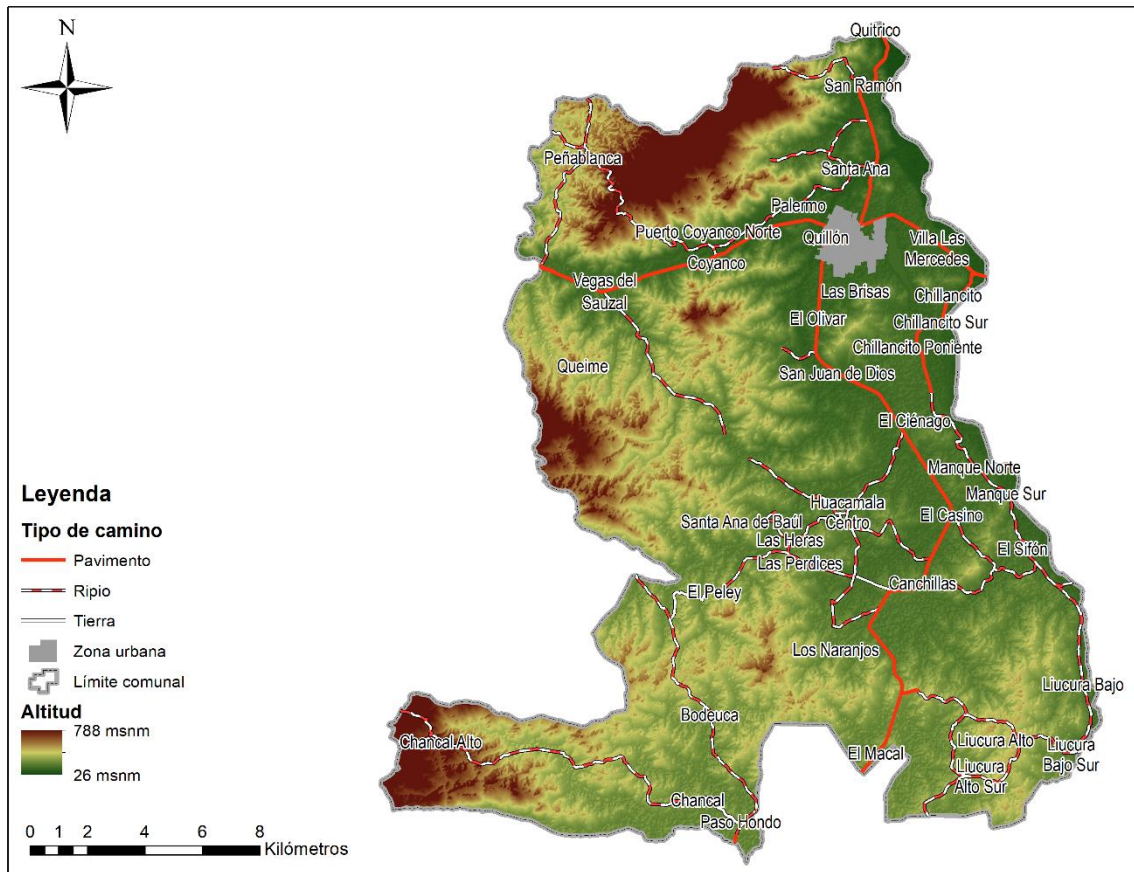 N
Quitrico
San Ramón
Peñablanca
Santa Ana
Palermo
Puerto Coyanco Norte
Quillón
Villa Las
Mercedes
Coyanco
Vegas del
Sauzal
Las Brisas
Chillancito
El Olivar
Chillancito Sur
Chillancito Poniente
Queime
San Juan de Dios
El Ciénago
Manque Norte
Manque Sur
Huacamala
Centro
El Casino
Santa Ana de Baúl
Las Heras
El Sifón
Las Perdices
Canchillas
El Peley
Los Naranjos
Liucura Bajo
Bodeuca
Chancal Alto
El Macal
Liucura Alto
Liucura
Bajo Sur
Liucura
Alto Sur
Chancal
Paso Hondo
Leyenda
Tipo de camino
Pavimento
Ripio
Tierra
Zona urbana
Límite comunal
Altitud
788 msnm
26 msnm
0 1 2 4 6 8
Kilómetros